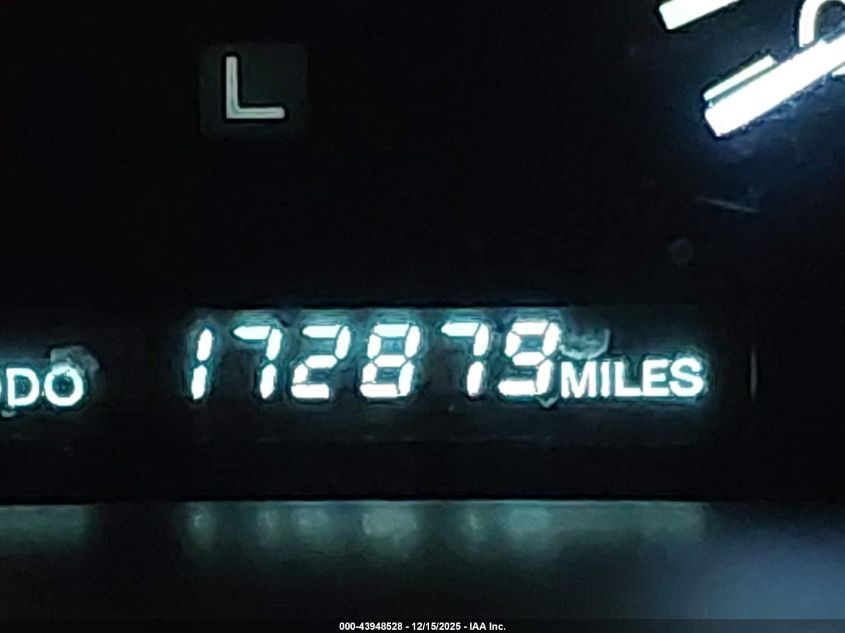 L
ODO 172879 MILES
000-43948528 - 12/15/2025 - IAA Inc.